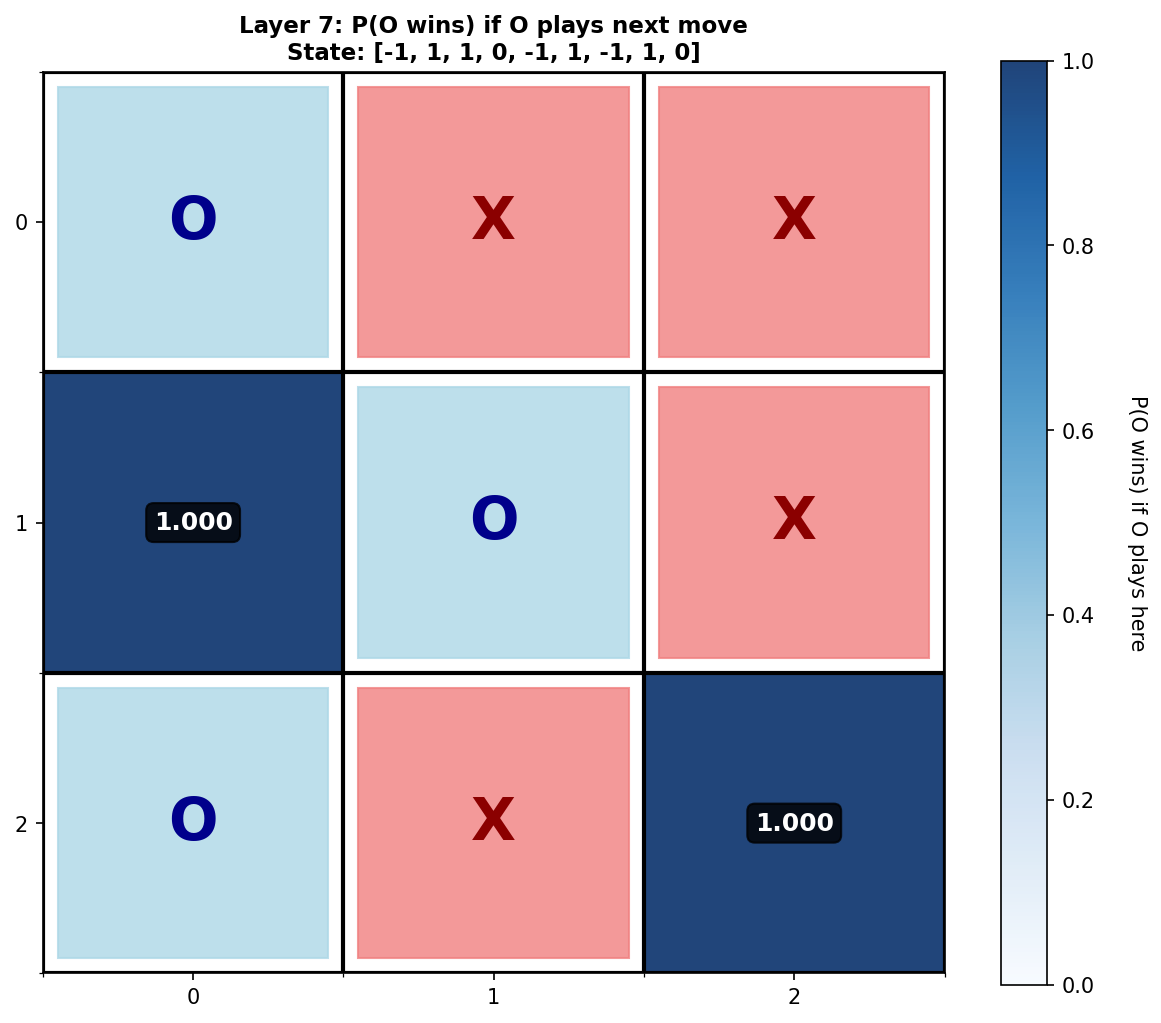 Layer 7: P(O wins) if O plays next move
State: [-1, 1, 1, 0, -1, 1, -1, 1, 0]
0 O X X
1 1.000 O X
2 O X 1.000
0 1 2
1.0
0.8
0.6
0.4
0.2
0.0
P(O wins) if O plays here